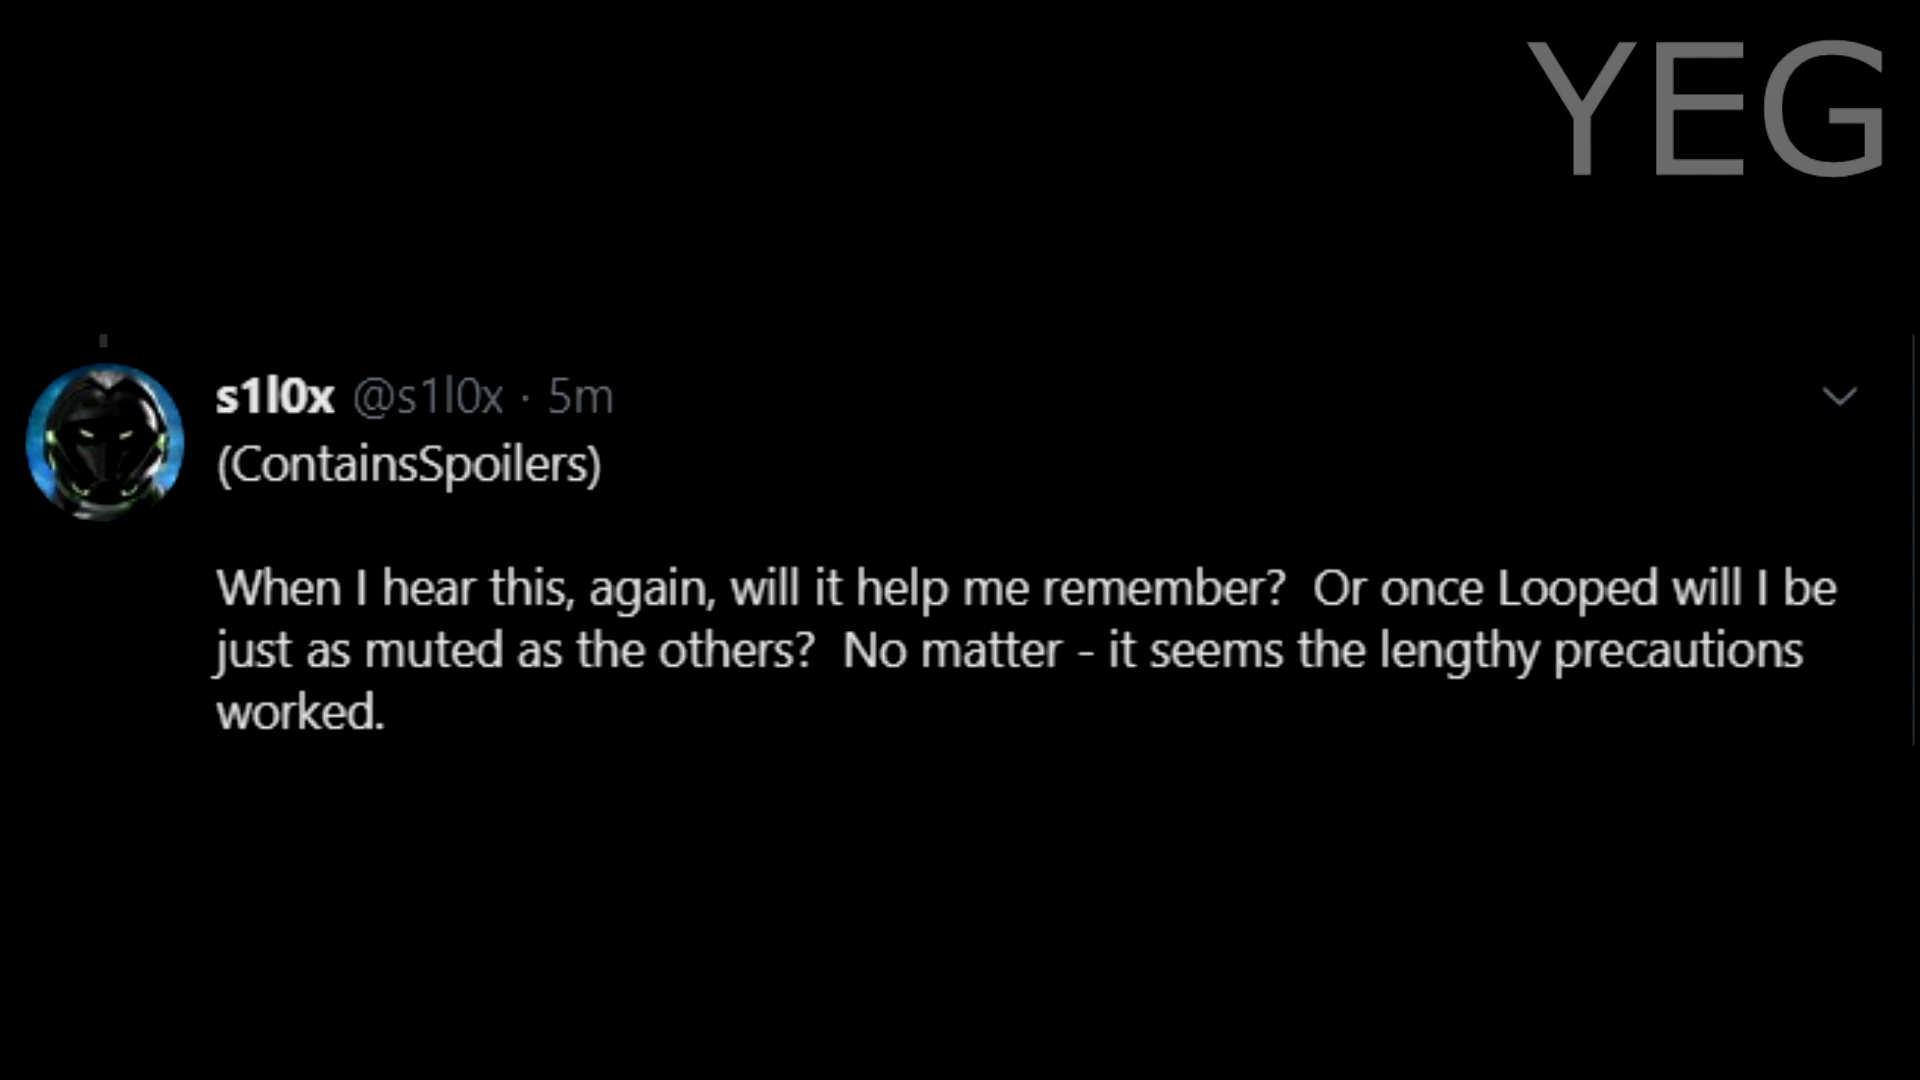 YEG
s1l0x @s1l0x · 5m
(ContainsSpoilers)
When I hear this, again, will it help me remember?  Or once Looped will I be
just as muted as the others?  No matter - it seems the lengthy precautions
worked.